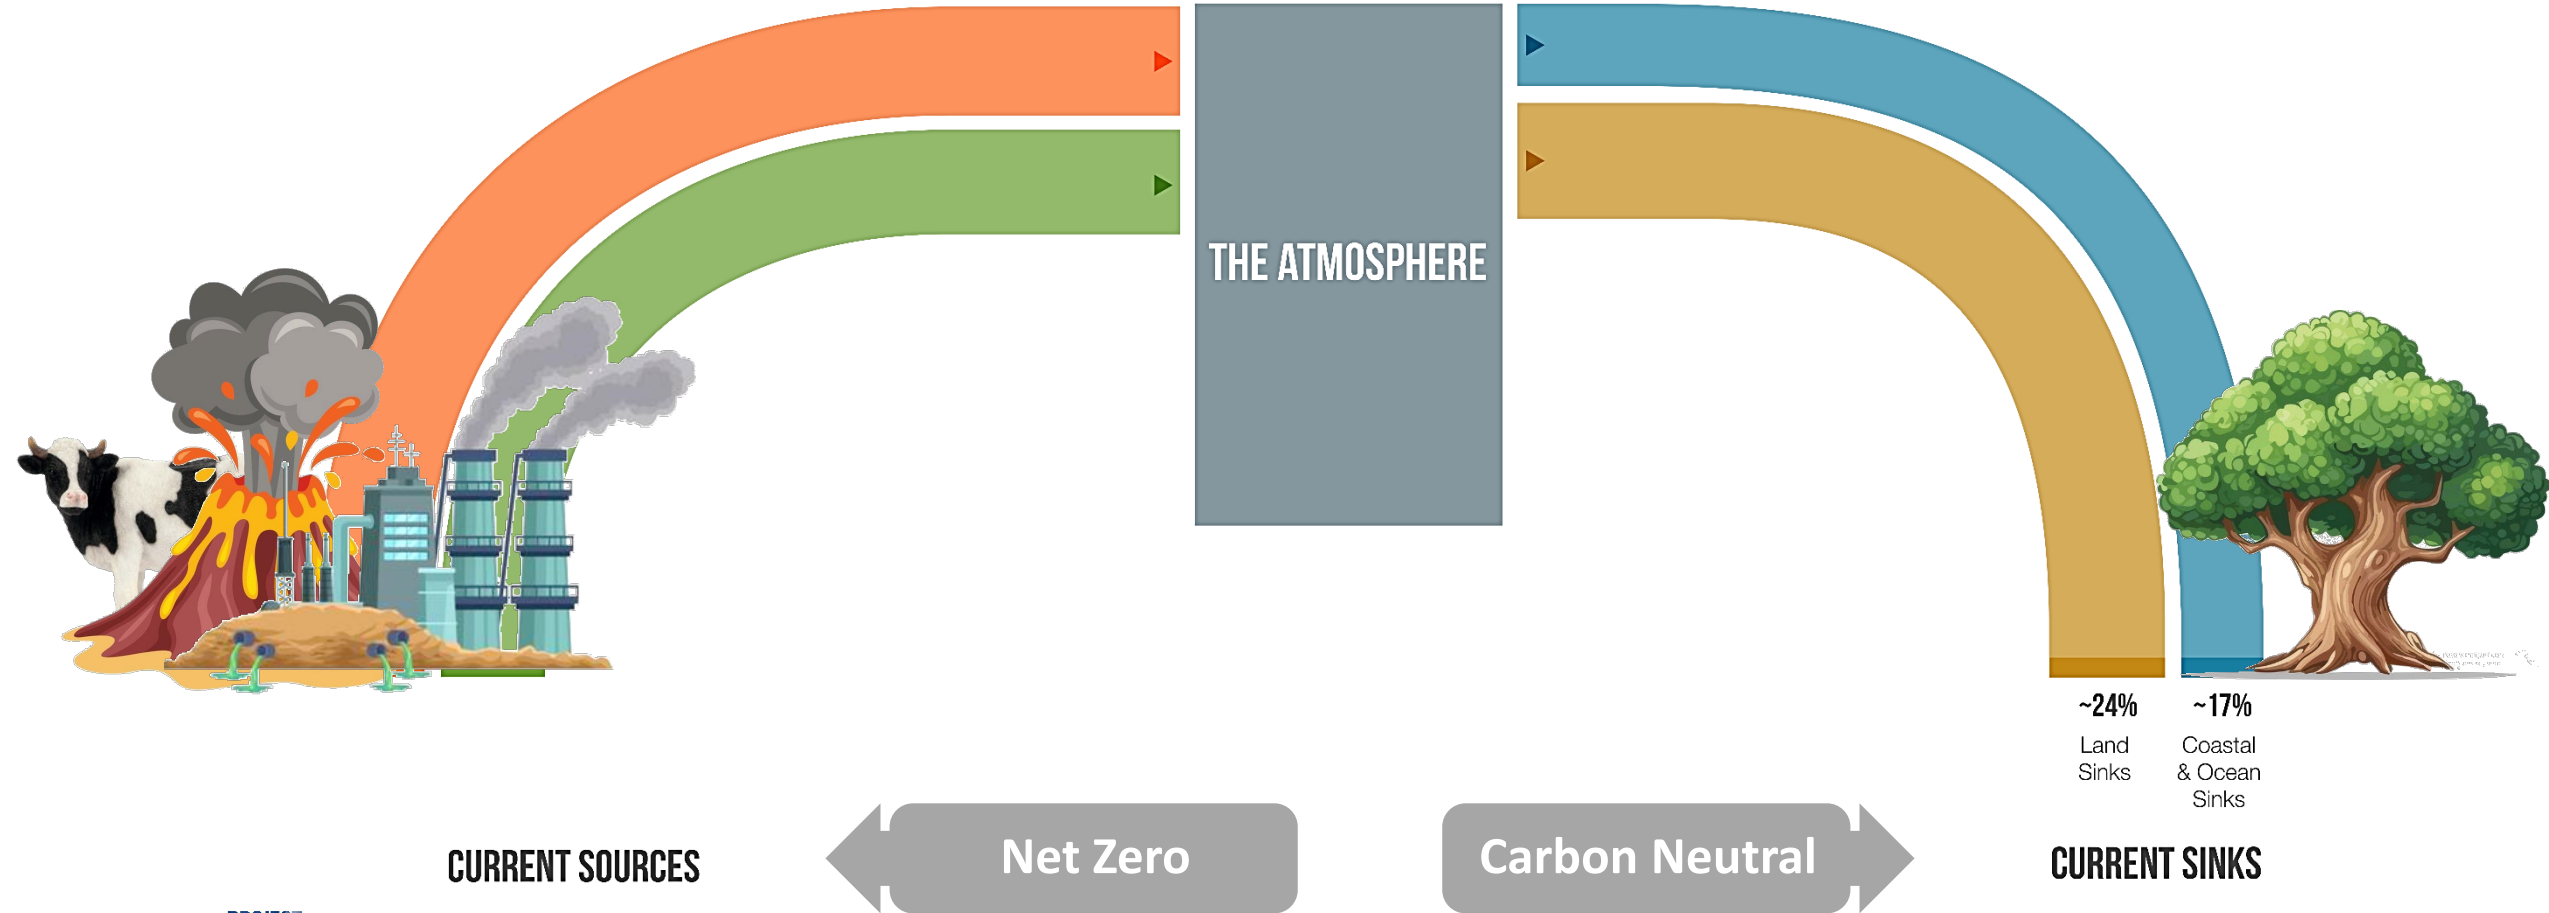 THE ATMOSPHERE
~24%
Land
Sinks
~17%
Coastal
& Ocean
Sinks
CURRENT SOURCES
Net Zero
Carbon Neutral
CURRENT SINKS